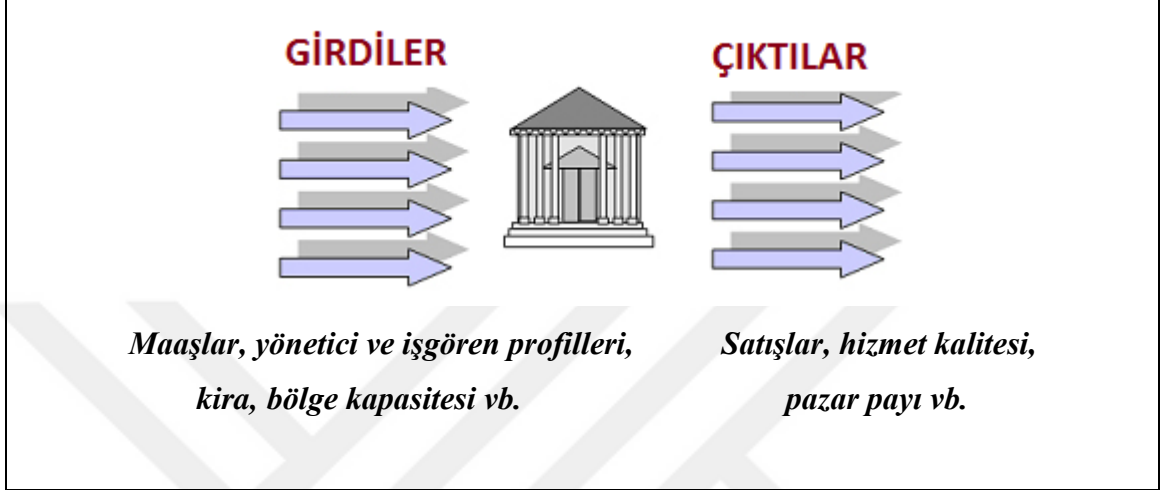 GİRDİLER
ÇIKTILAR
Maaşlar, yönetici ve işgören profilleri,
kira, bölge kapasitesi vb.
Satışlar, hizmet kalitesi,
pazar payı vb.